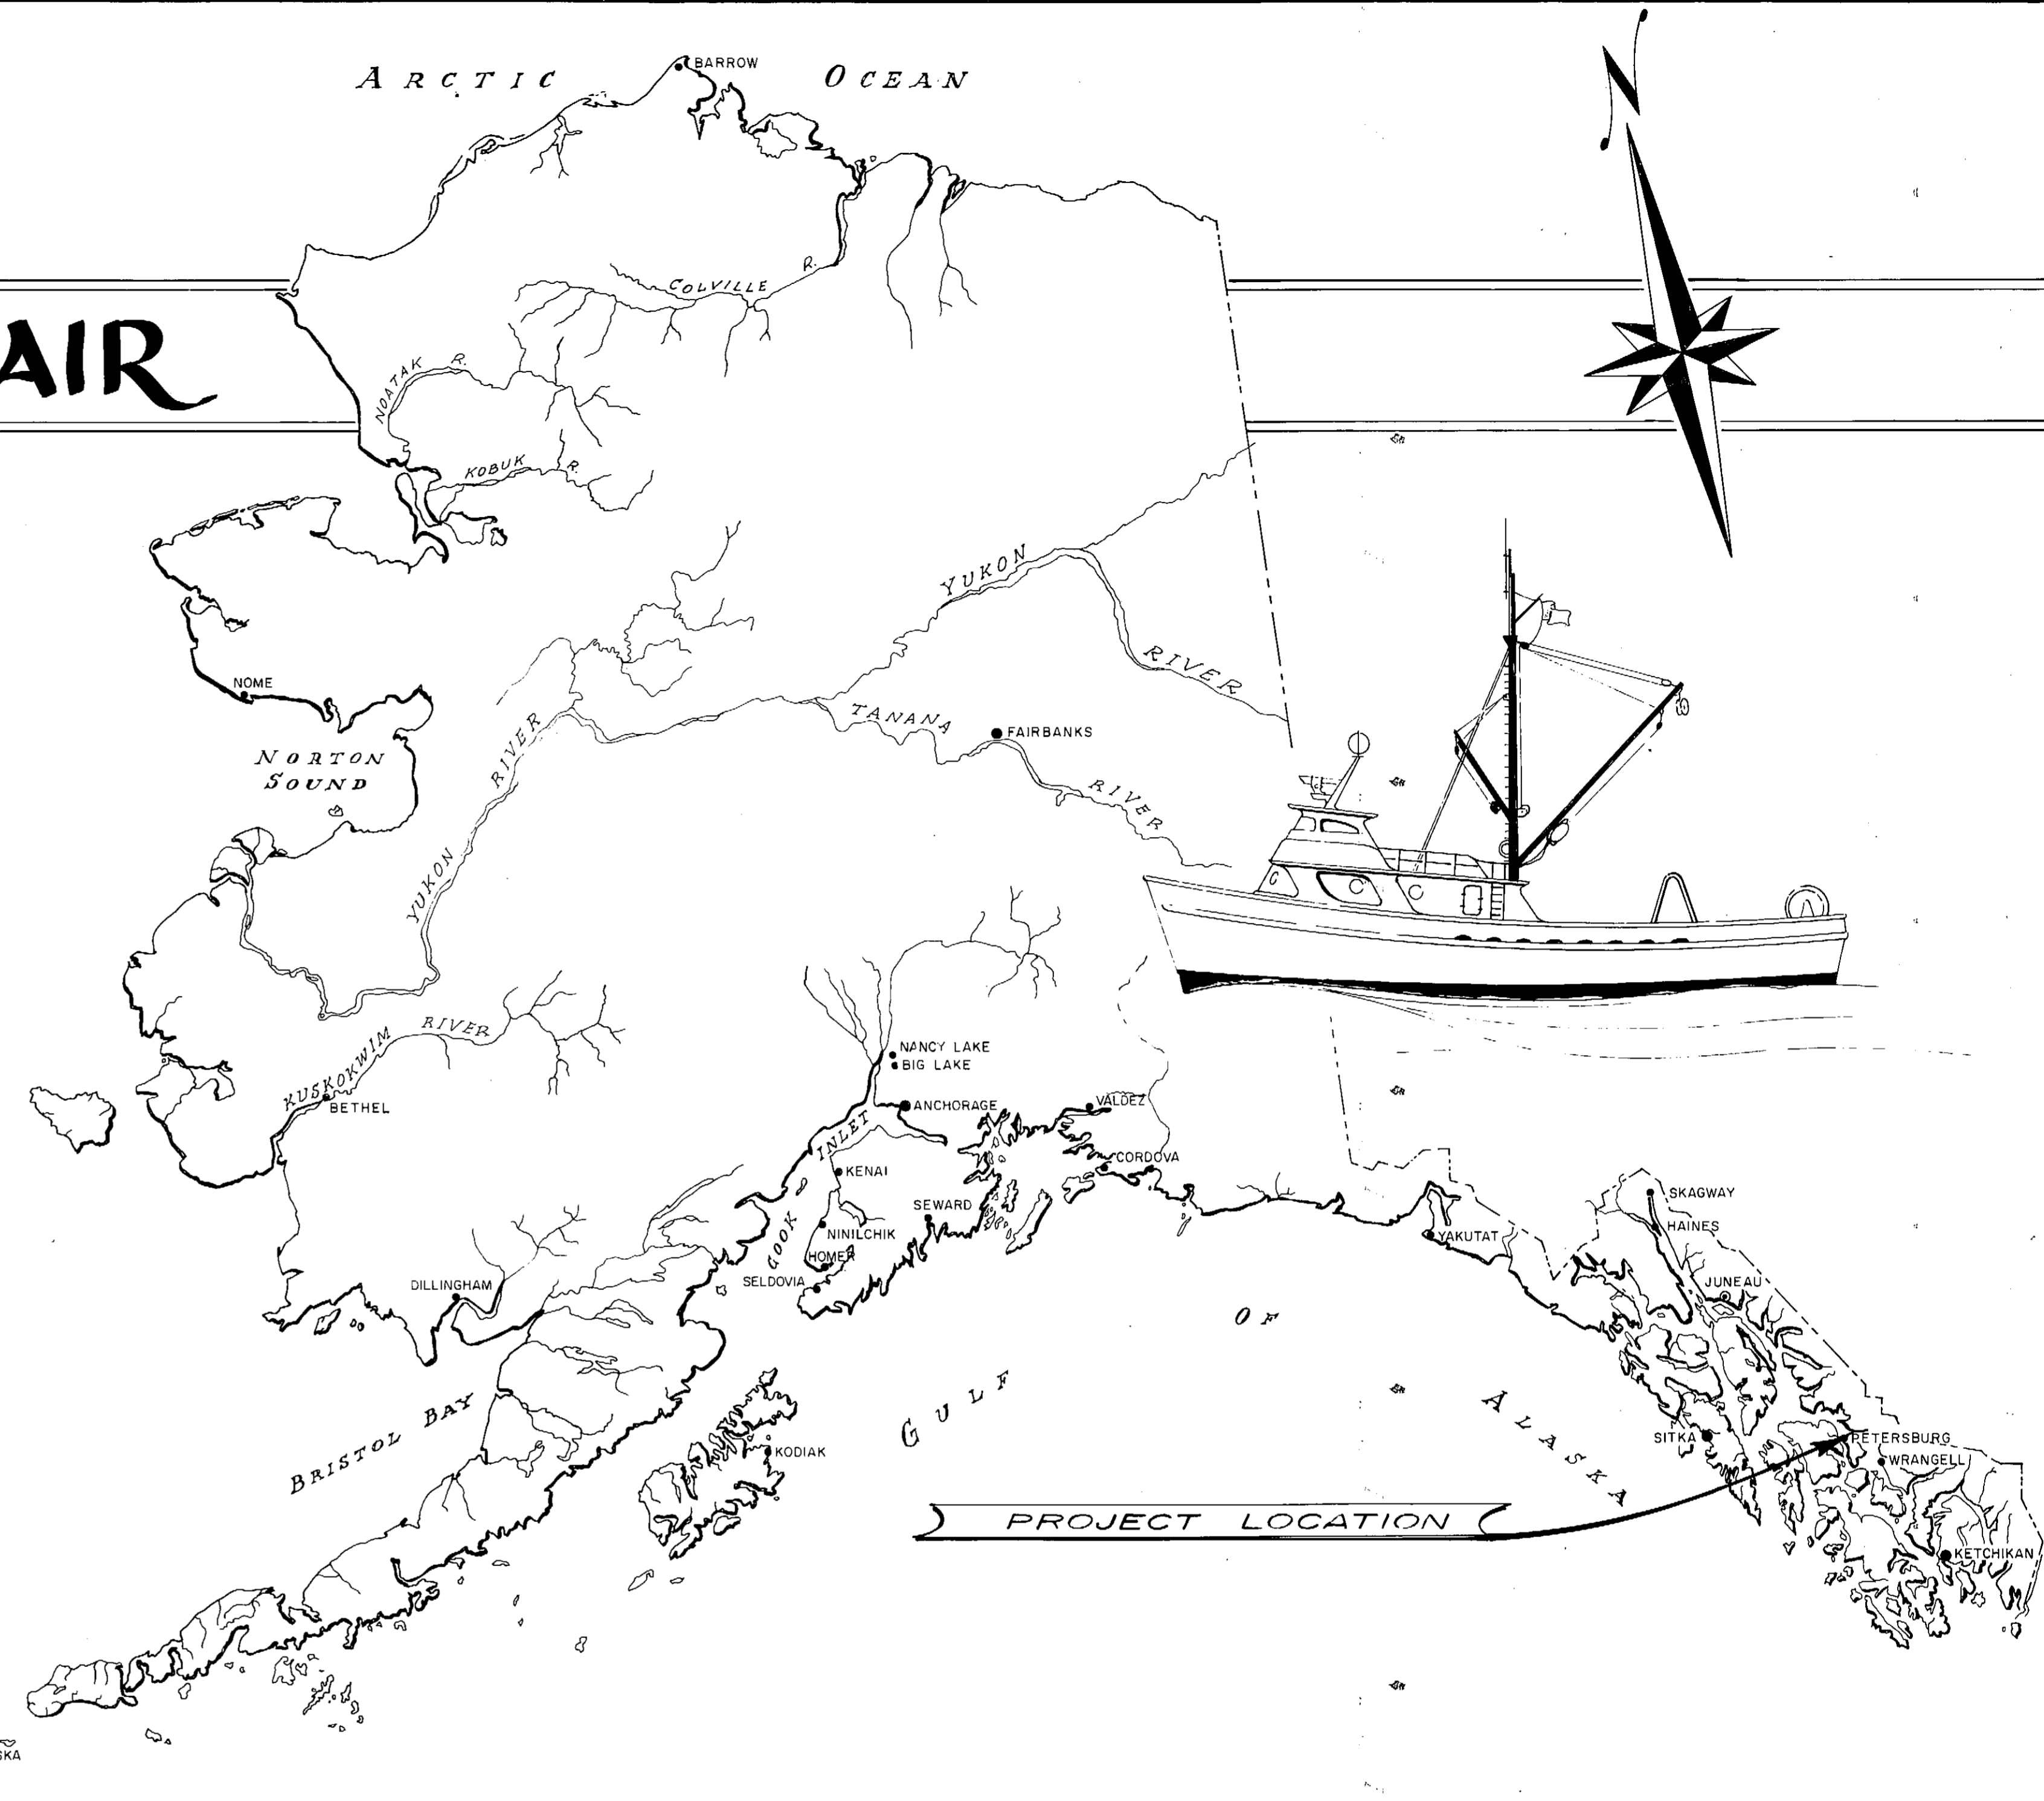 ARCTIC OCEAN
BARROW
COLVILLE R.
AIR
NOATAK R.
KOBUK R.
N
YUKON RIVER
NOME
TANANA RIVER
FAIRBANKS
NORTON
SOUND
YUKON RIVER
KUSKOKWIM RIVER
BETHEL
NANCY LAKE
BIG LAKE
ANCHORAGE
VALDEZ
COOK INLET
KENAI
CORDOVA
SEWARD
NINILCHIK
HOMER
SELDOVIA
DILLINGHAM
YAKUTAT
SKAGWAY
HAINES
JUNEAU
BRISTOL BAY
GULF OF ALASKA
KODIAK
SITKA
PETERSBURG
WRANGELL
PROJECT LOCATION
KETCHIKAN
SKA